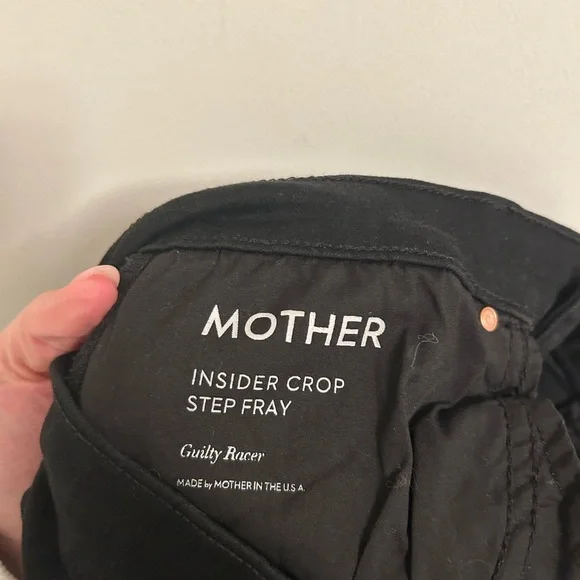 MOTHER
INSIDER CROP
STEP FRAY
Guilty Racer
MADE by MOTHER IN THE U.S.A.